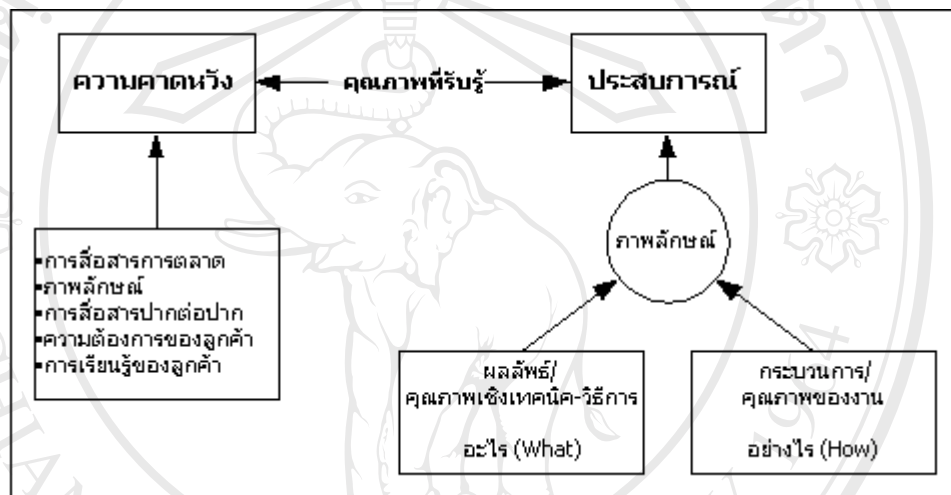 ความคาดหวัง
คุณภาพที่รับรู้
ประสบการณ์
▪การสื่อสารการตลาด
▪ภาพลักษณ์
▪การสื่อสารปากต่อปาก
▪ความต้องการของลูกค้า
▪การเรียนรู้ของลูกค้า
ภาพลักษณ์
ผลลัพธ์/
คุณภาพเชิงเทคนิค-วิธีการ
อะไร (What)
กระบวนการ/
คุณภาพของงาน
อย่างไร (How)
1964